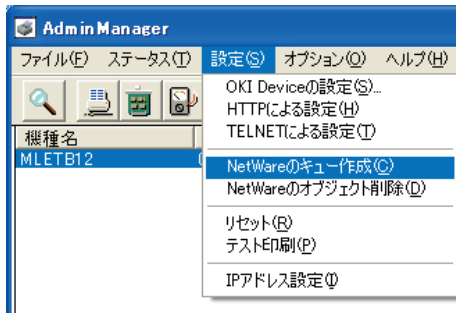 AdminManager
ファイル(F) ステータス(T) 設定(S) オプション(O) ヘルプ(H)
OKI Deviceの設定(S)...
HTTPによる設定(H)
TELNETによる設定(T)
機種名
MLETB12
NetWareのキュー作成(C)
NetWareのオブジェクト削除(D)
リセット(R)
テスト印刷(P)
IPアドレス設定(I)